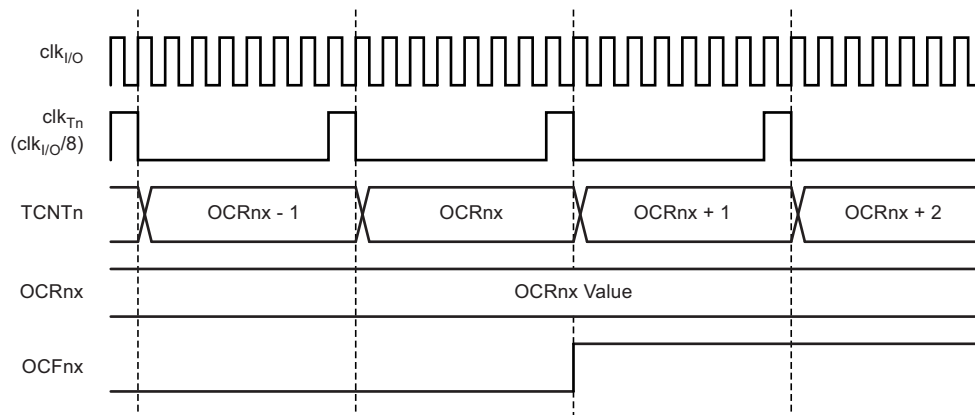 clkI/O
clkTn
(clkI/O/8)
TCNTn OCRnx - 1 OCRnx OCRnx + 1 OCRnx + 2
OCRnx OCRnx Value
OCFnx